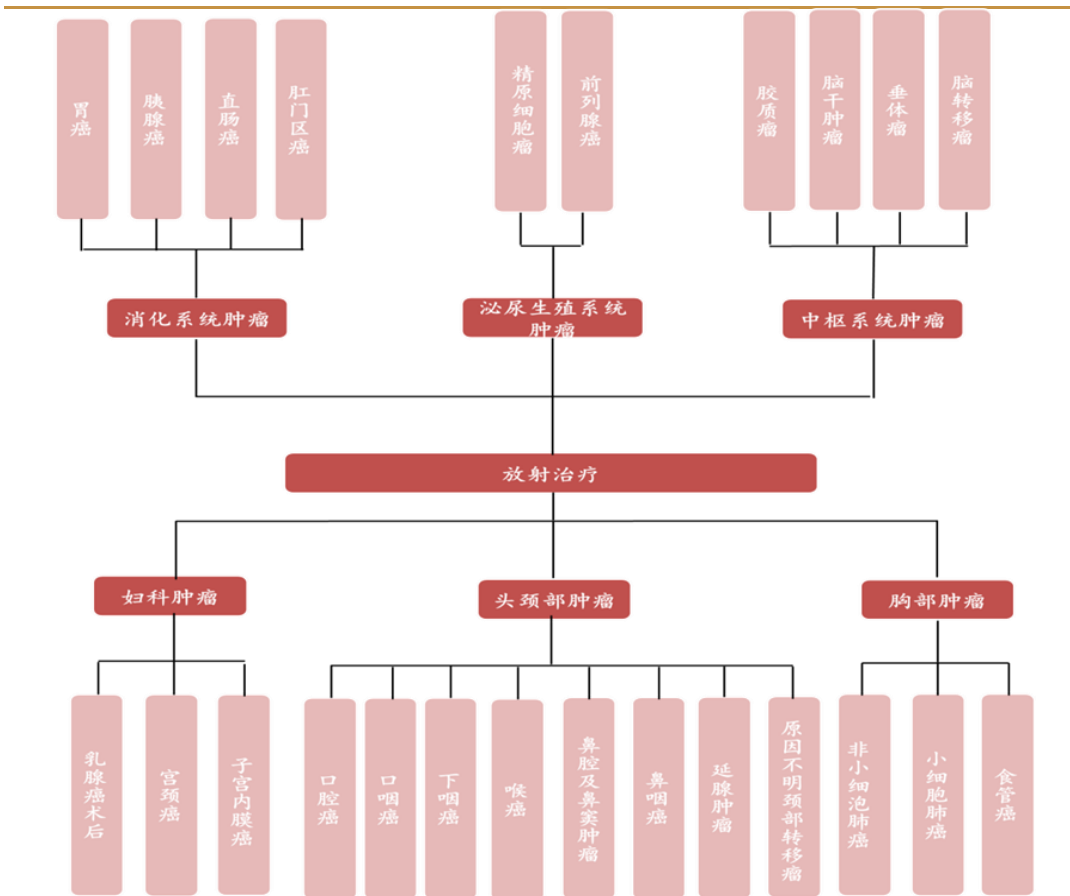 胃癌
胰腺癌
直肠癌
肛门区癌
精原细胞瘤
前列腺癌
胶质瘤
脑干肿瘤
垂体瘤
脑转移瘤
消化系统肿瘤
泌尿生殖系统
肿瘤
中枢系统肿瘤
放射治疗
妇科肿瘤
头颈部肿瘤
胸部肿瘤
乳腺癌术后
宫颈癌
子宫内膜癌
口腔癌
口咽癌
下咽癌
喉癌
鼻腔及鼻窦肿瘤
鼻咽癌
延腺肿瘤
原因不明颈部转移瘤
非小细泡肺癌
小细胞肺癌
食管癌